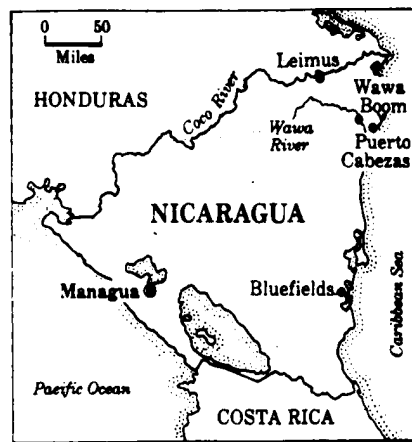 0 50
Miles
Leimus
HONDURAS
Wawa
Boom
Coco River
Wawa
River
Puerto
Cabezas
NICARAGUA
Managua
Bluefields
Caribbean Sea
Pacific Ocean
COSTA RICA